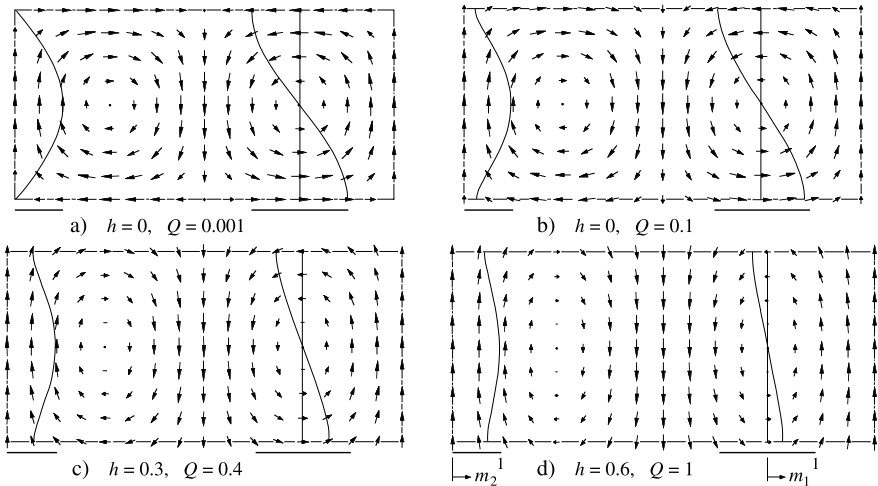 a) h=0, Q=0.001
b) h=0, Q=0.1
c) h=0.3, Q=0.4
d) h=0.6, Q=1
m2 1
m1 1